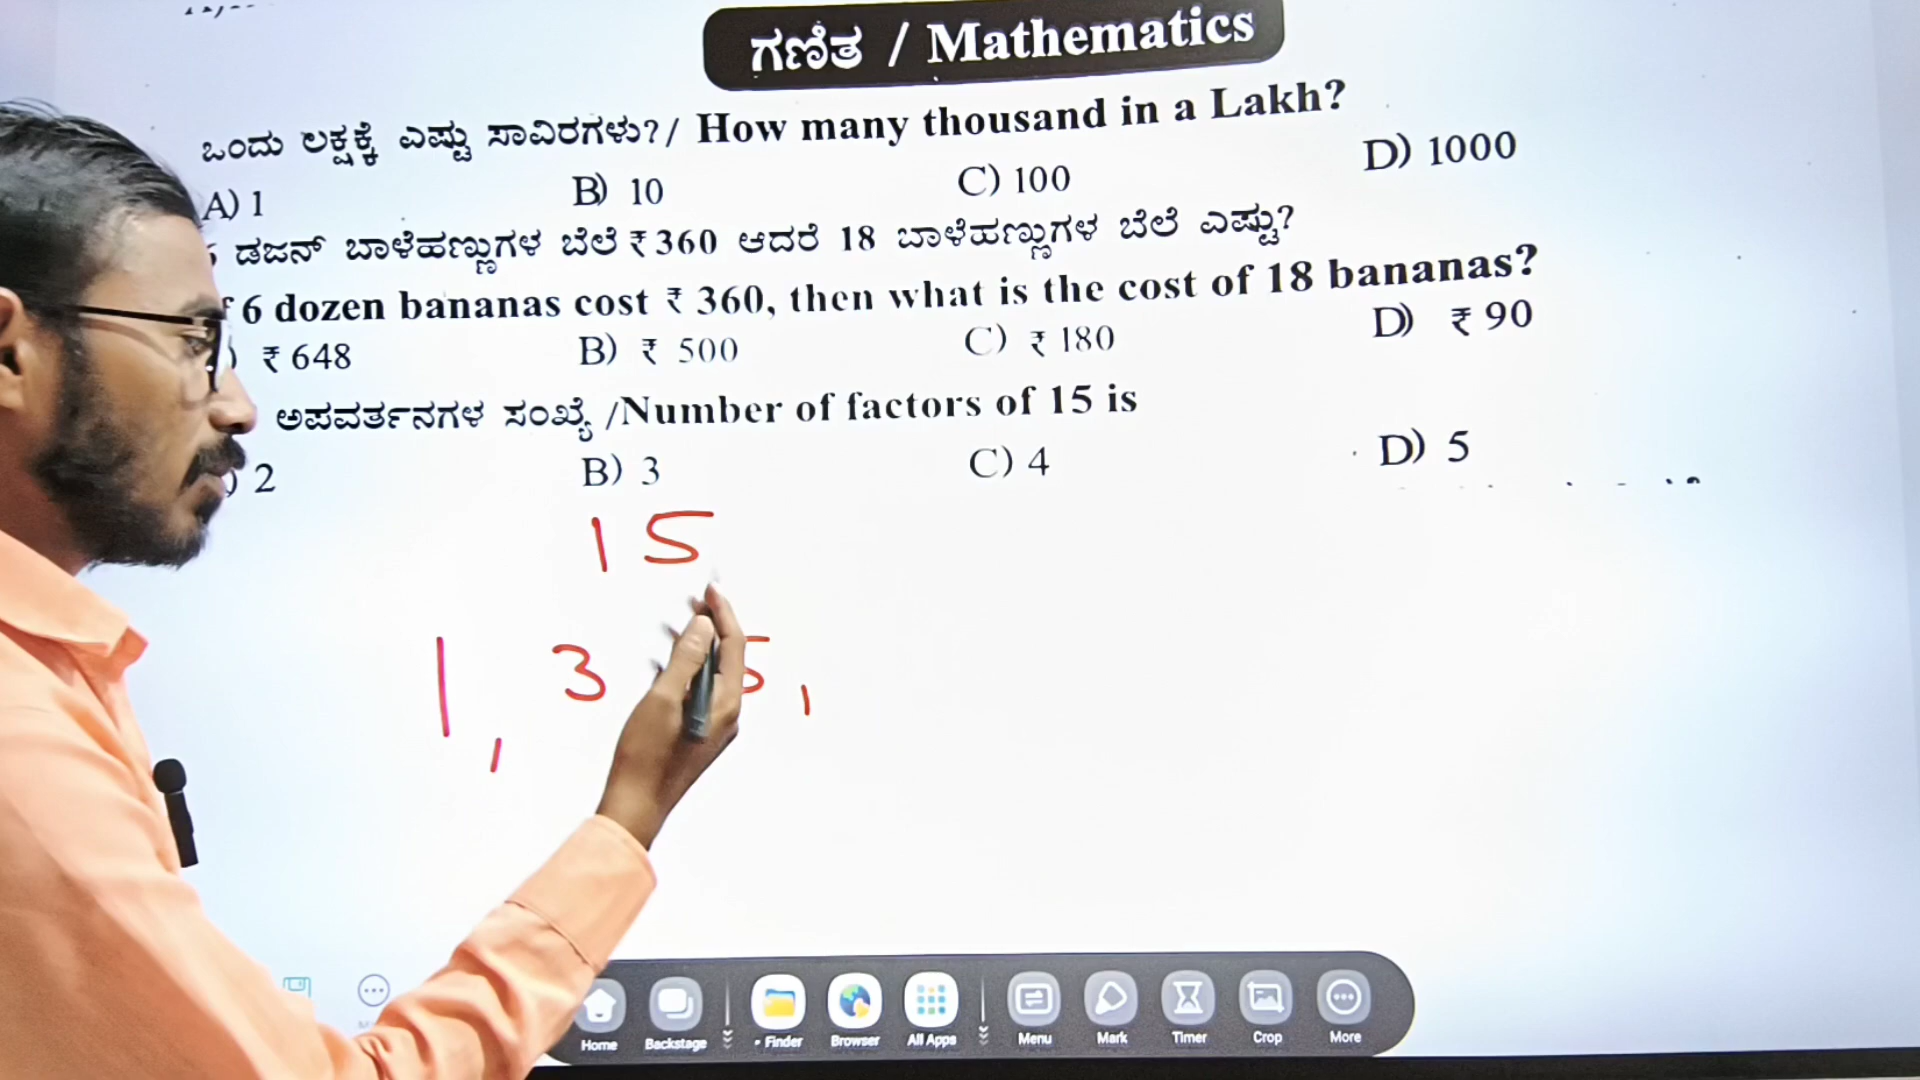 ಗಣಿತ / Mathematics
ಒಂದು ಲಕ್ಷಕ್ಕೆ ಎಷ್ಟು ಸಾವಿರಗಳು?/ How many thousand in a Lakh?
A) 1 B) 10 C) 100 D) 1000
ಡಜನ್ ಬಾಳೆಹಣ್ಣುಗಳ ಬೆಲೆ ₹ 360 ಆದರೆ 18 ಬಾಳೆಹಣ್ಣುಗಳ ಬೆಲೆ ಎಷ್ಟು?
6 dozen bananas cost ₹ 360, then what is the cost of 18 bananas?
) ₹ 648 B) ₹ 500 C) ₹ 180 D) ₹ 90
ಅಪವರ್ತನಗಳ ಸಂಖ್ಯೆ /Number of factors of 15 is
) 2 B) 3 C) 4 D) 5
15
1, 3 5,
Home Backstage Finder Browser All Apps Menu Mark Timer Crop More